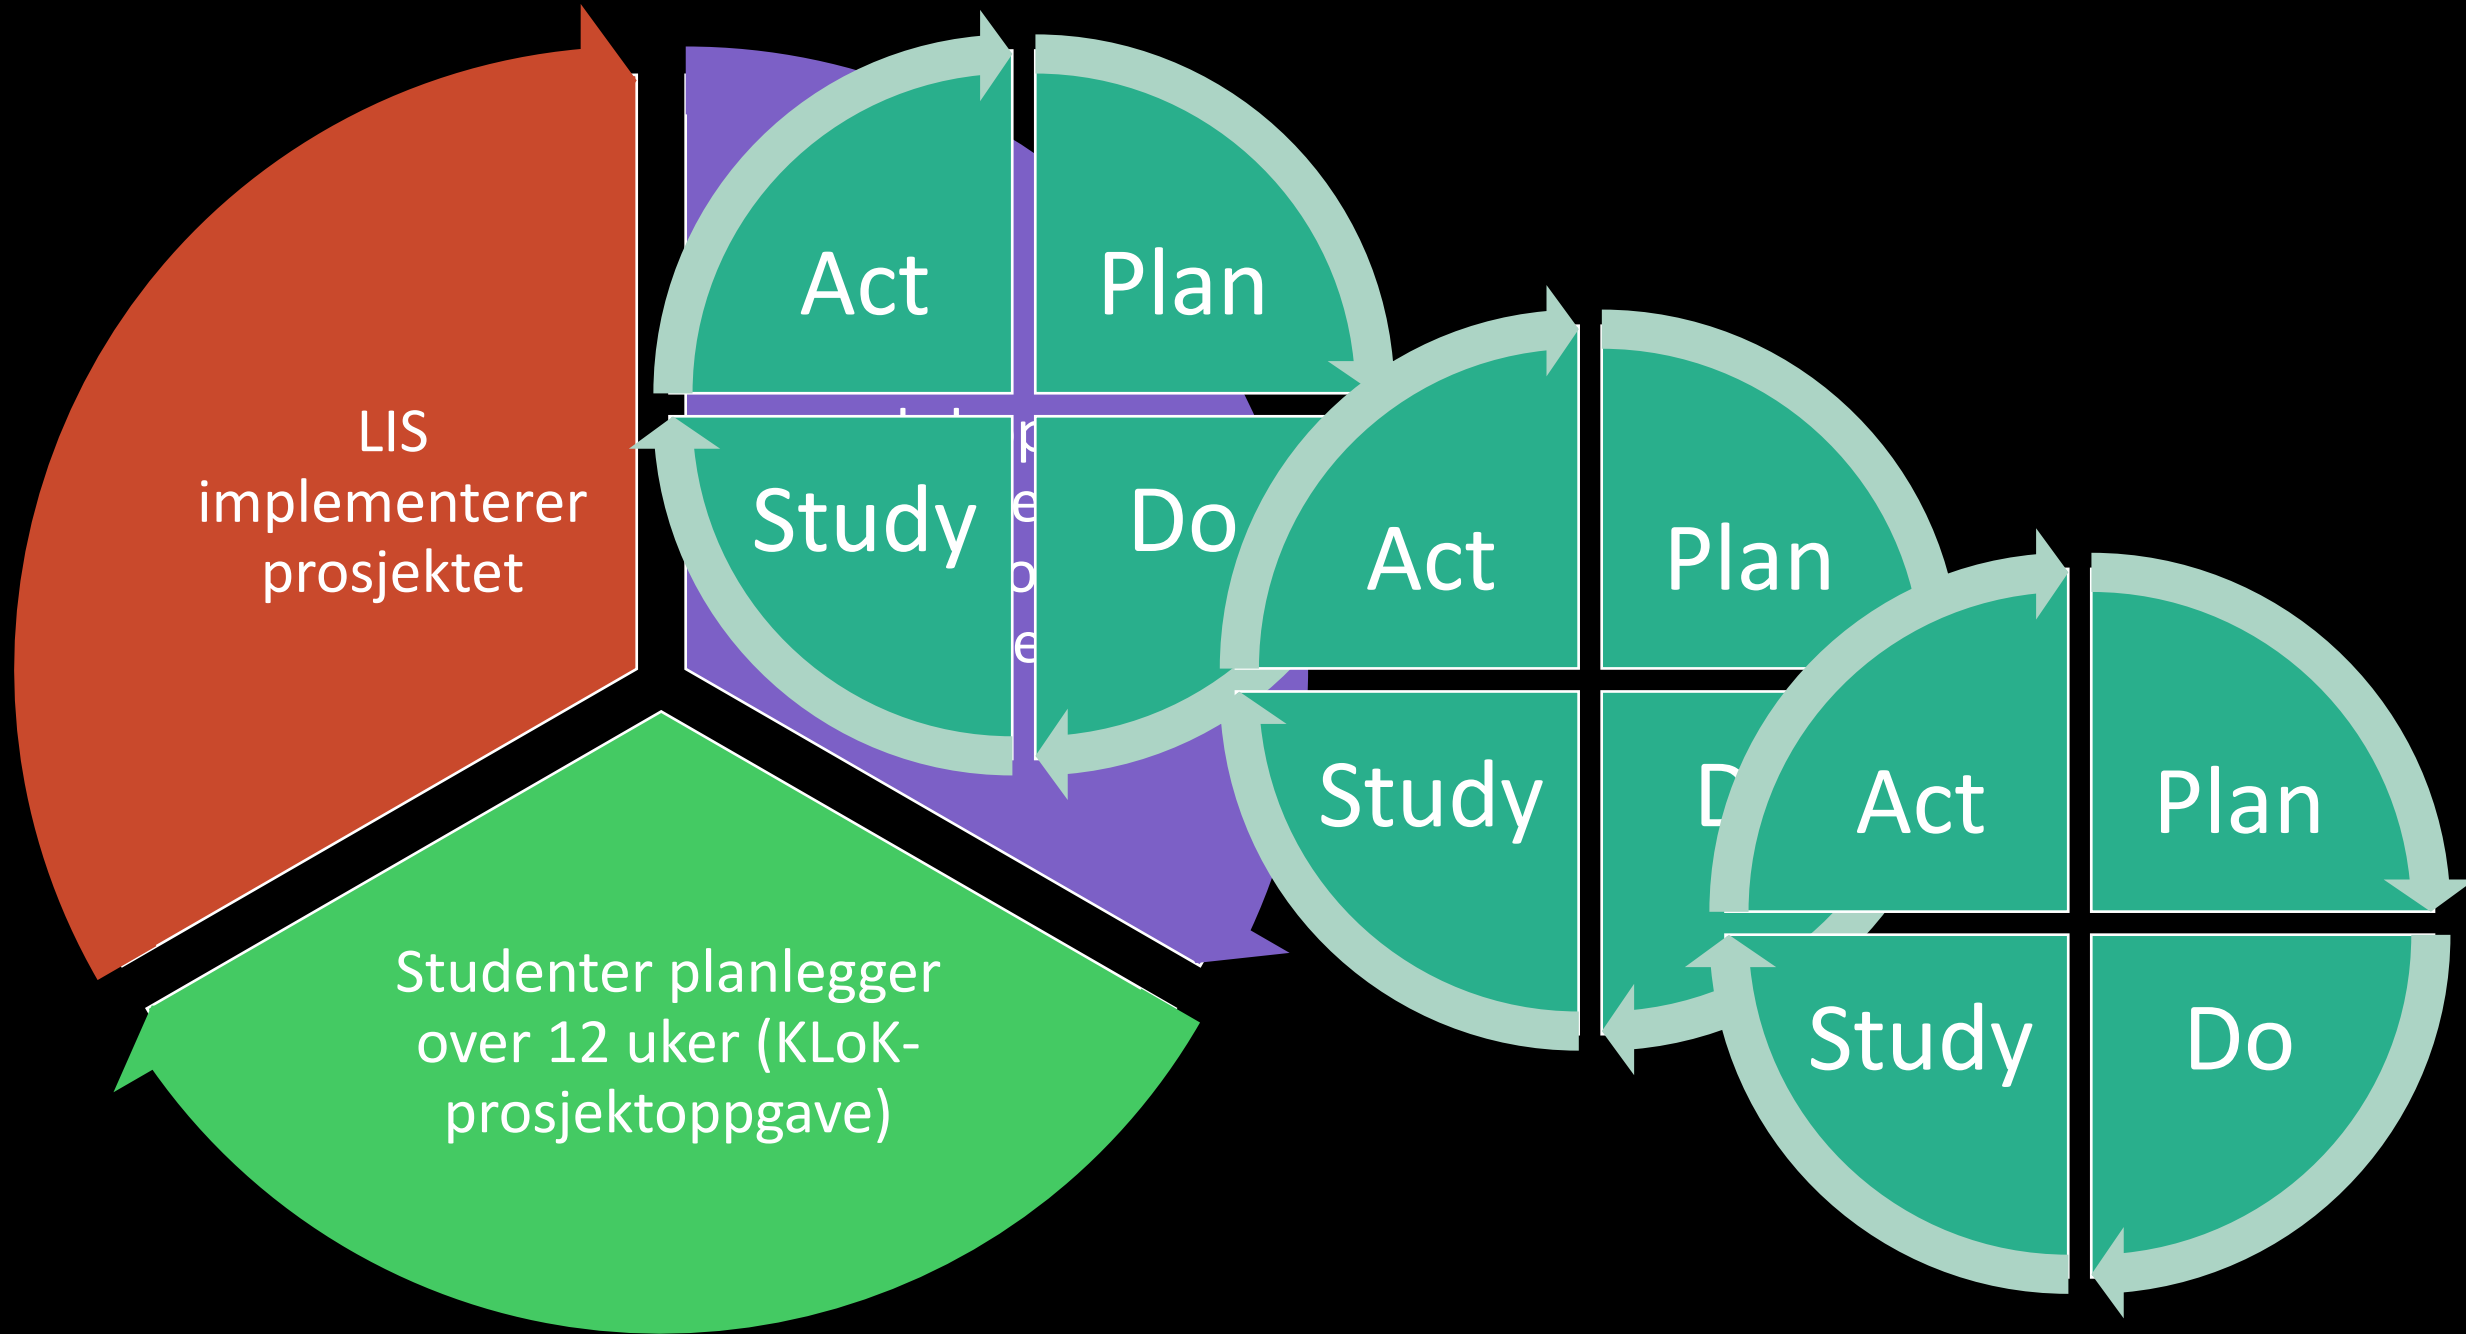 LIS
implementerer
prosjektet
Act
Plan
Study
Do
Act
Plan
Study
Act
Plan
Study
Do
Studenter planlegger
over 12 uker (KLoK-
prosjektoppgave)